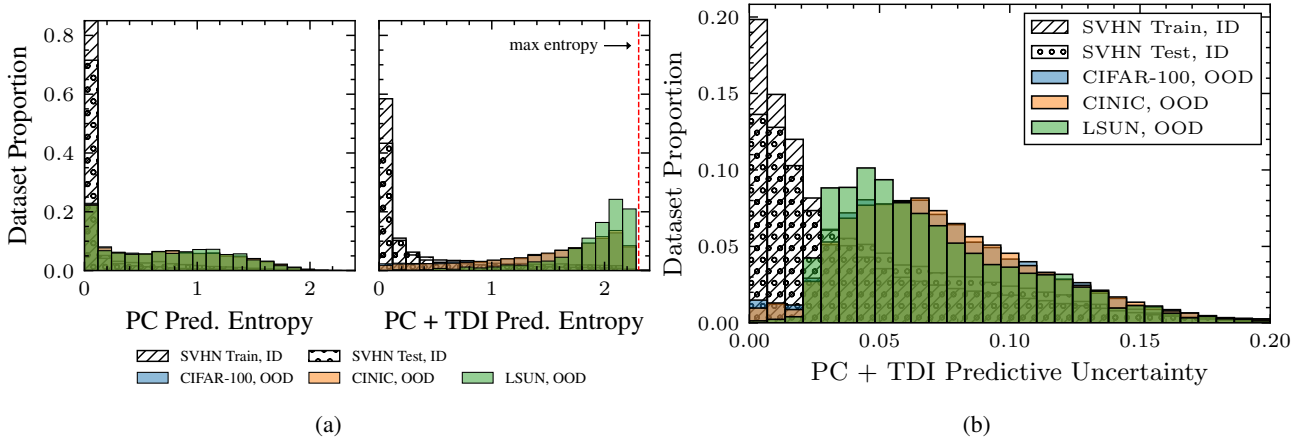 Dataset Proportion
0.8
0.6
0.4
0.2
0.0
0
1
2
PC Pred. Entropy
max entropy
0
1
2
PC + TDI Pred. Entropy
SVHN Train, ID
SVHN Test, ID
CIFAR-100, OOD
CINIC, OOD
LSUN, OOD
(a)
Dataset Proportion
0.20
0.15
0.10
0.05
0.00
SVHN Train, ID
SVHN Test, ID
CIFAR-100, OOD
CINIC, OOD
LSUN, OOD
0.00
0.05
0.10
0.15
0.20
PC + TDI Predictive Uncertainty
(b)